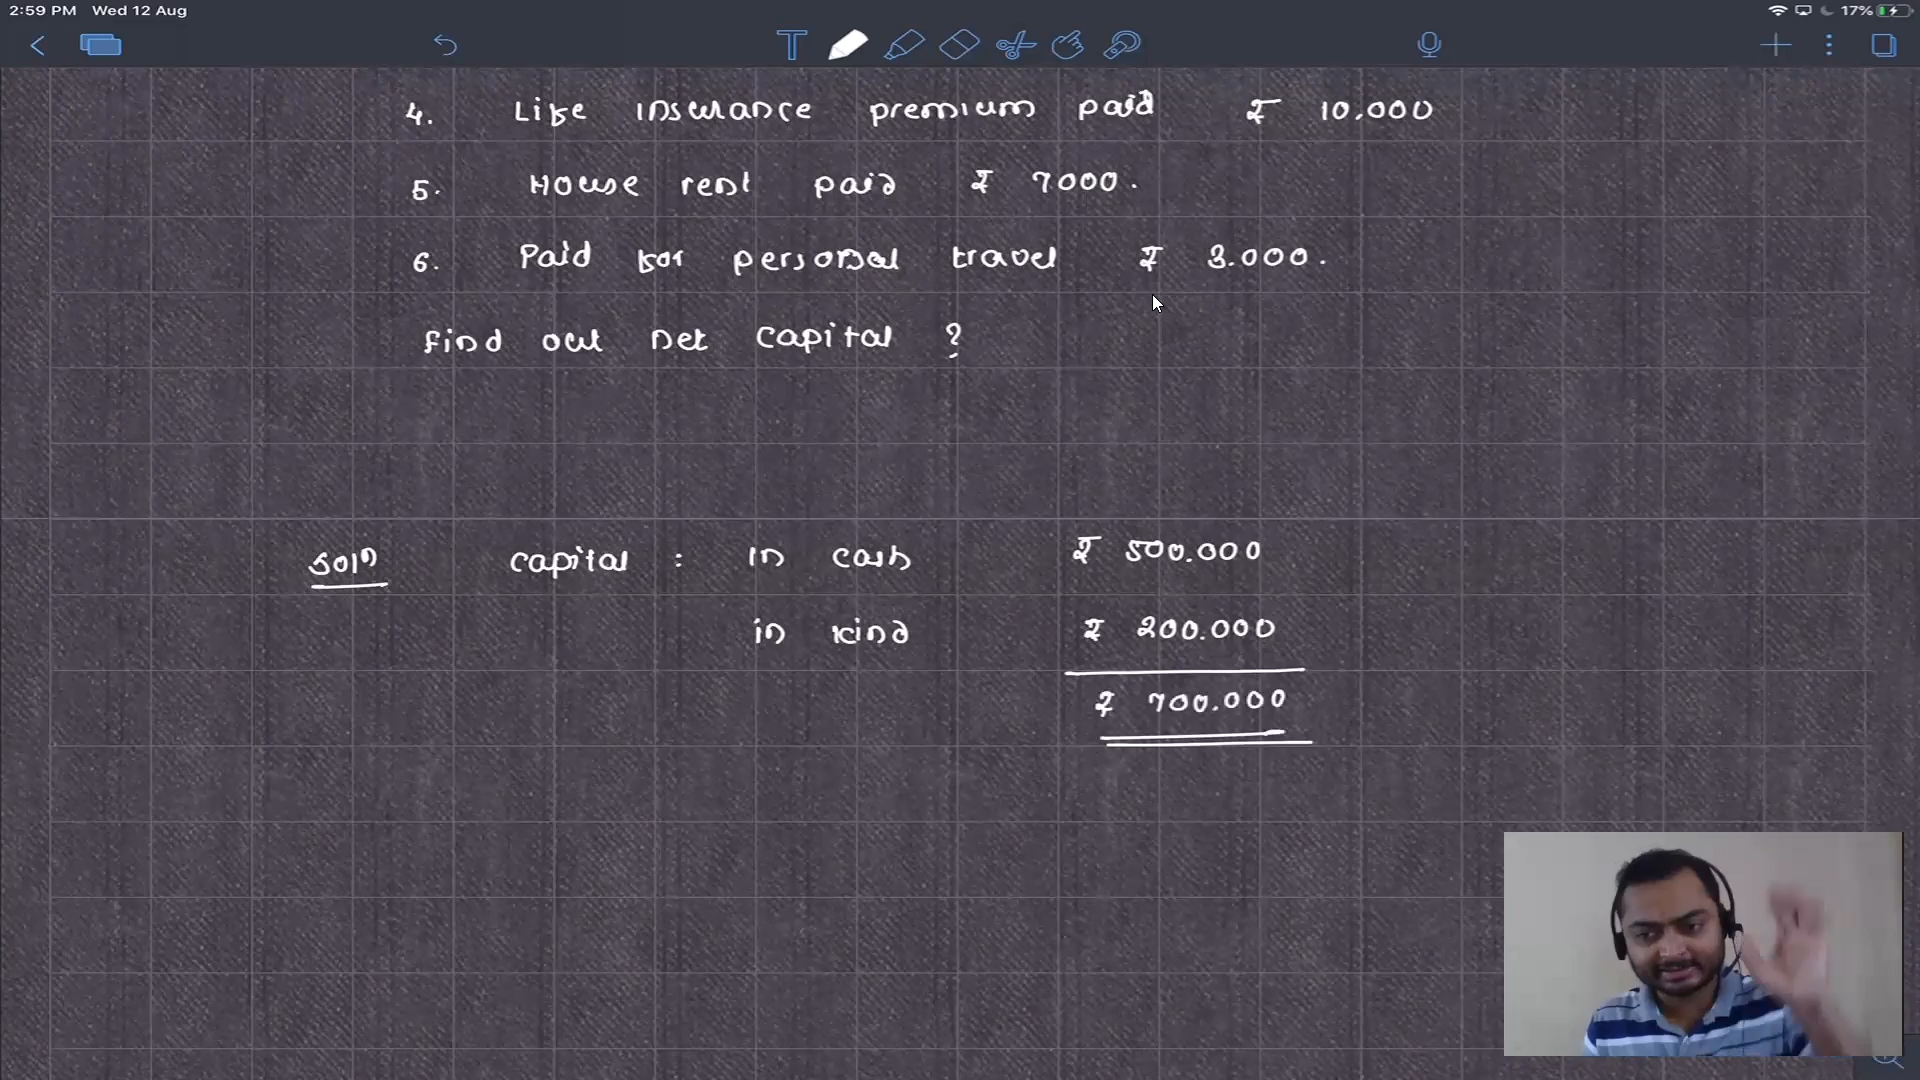 2:59 PM Wed 12 Aug 17%
T
4. Life insurance premium paid ₹ 10.000
5. House rent paid ₹ 7000.
6. Paid for personal travel ₹ 3.000.
find out net capital ?
Solⁿ capital : in cash ₹ 500.000
in kind ₹ 200.000
₹ 700.000